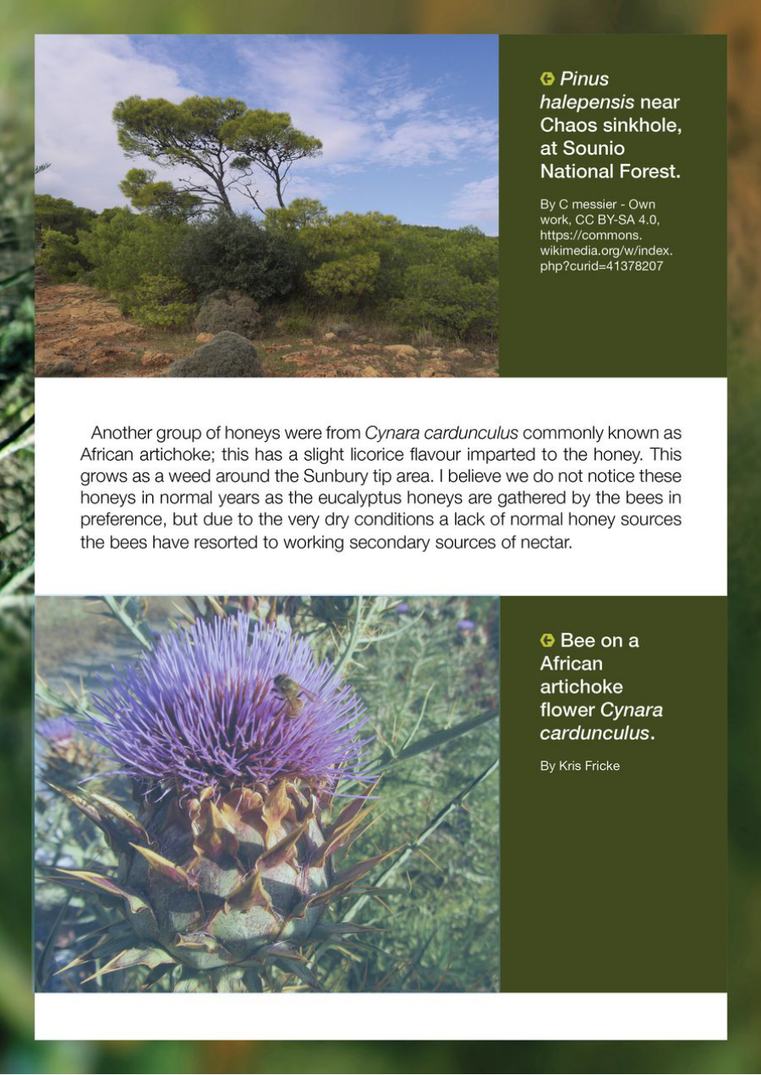 Pinus
halepensis near
Chaos sinkhole,
at Sounio
National Forest.
By C messier - Own
work, CC BY-SA 4.0,
https://commons.
wikimedia.org/w/index.
php?curid=41378207
Another group of honeys were from Cynara cardunculus commonly known as
African artichoke; this has a slight licorice flavour imparted to the honey. This
grows as a weed around the Sunbury tip area. I believe we do not notice these
honeys in normal years as the eucalyptus honeys are gathered by the bees in
preference, but due to the very dry conditions a lack of normal honey sources
the bees have resorted to working secondary sources of nectar.
Bee on a
African
artichoke
flower Cynara
cardunculus.
By Kris Fricke